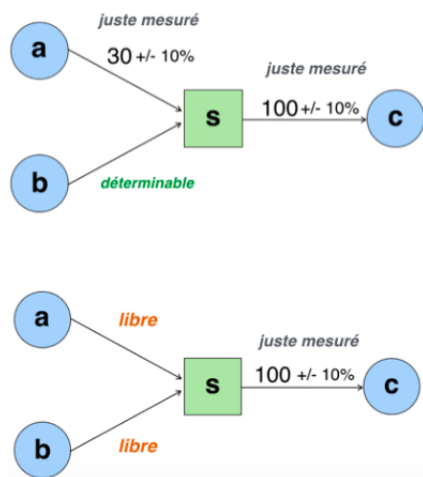 juste mesuré
a
30 +/- 10%
juste mesuré
s
100 +/- 10%
c
b
déterminable
a
libre
juste mesuré
s
100 +/- 10%
c
b
libre